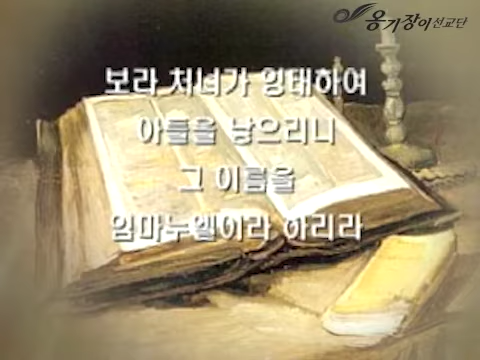 옹기장이선교단
보라 처녀가 잉태하여
아들을 낳으리니
그 이름을
임마누엘이라 하리라